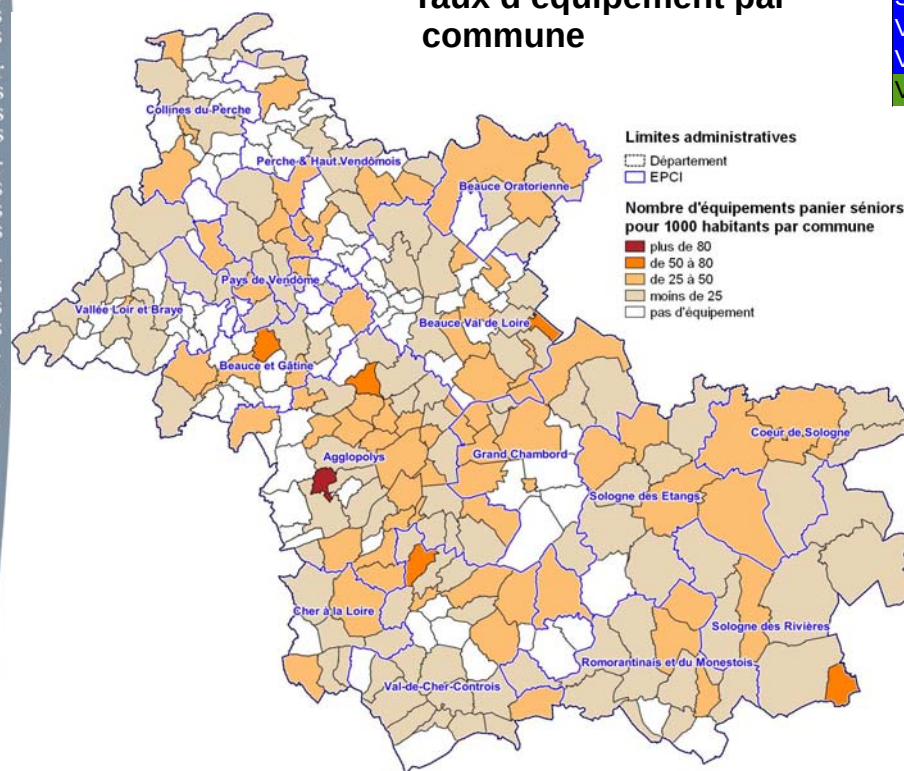 Taux d'équipement par
commune
Limites administratives
Département
EPCI
Nombre d'équipements panier séniors
pour 1000 habitants par commune
plus de 80
de 50 à 80
de 25 à 50
moins de 25
pas d'équipement
Collines du Perche
Perche & Haut Vendômois
Beauce Oratorienne
Pays de Vendôme
Vallée Loir et Braye
Beauce Val de Loire
Beauce et Gâtine
Coeur de Sologne
Agglopolys
Grand Chambord
Sologne des Etangs
Cher à la Loire
Sologne des Rivières
Romorantinais et du Monestois
Val-de-Cher-Controis